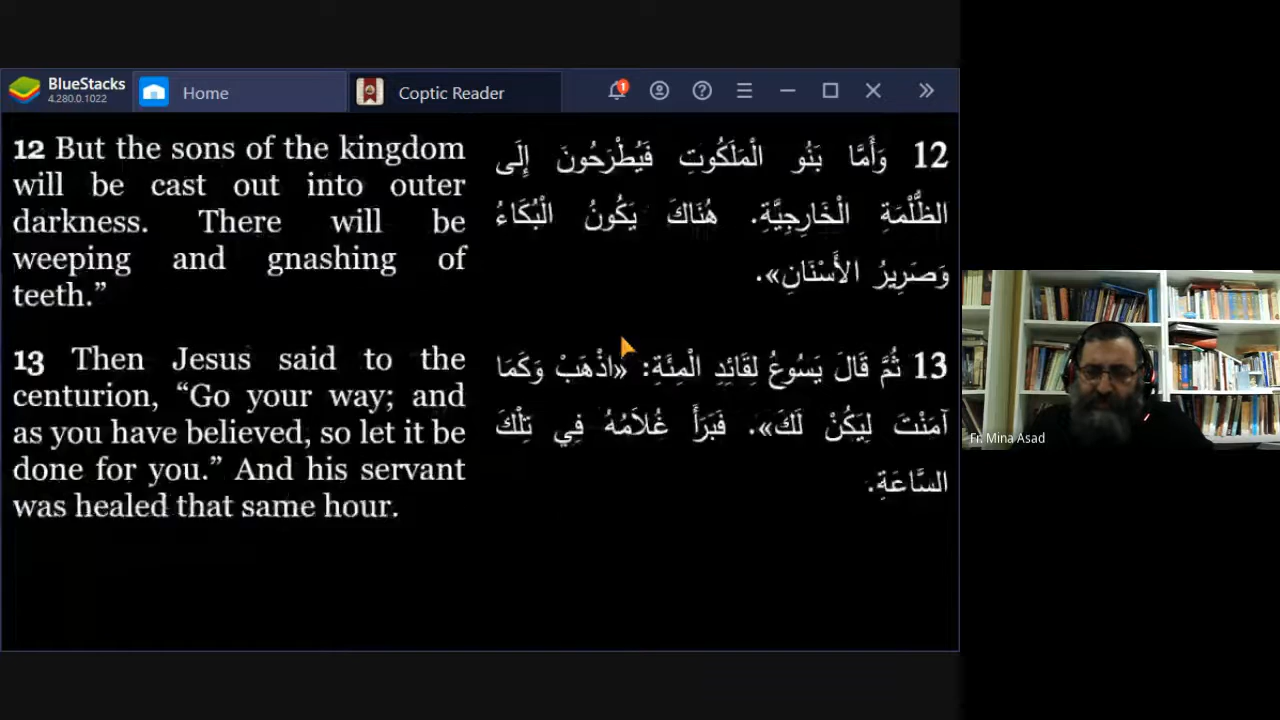 BlueStacks
4.280.0.1022
Home
Coptic Reader
1
12 But the sons of the kingdom
will be cast out into outer
darkness. There will be
weeping and gnashing of
teeth.”
12 وَأَمَّا بَنُو الْمَلَكُوتِ فَيُطْرَحُونَ إِلَى
الظُّلْمَةِ الْخَارِجِيَّةِ. هُنَاكَ يَكُونُ الْبُكَاءُ
وَصَرِيرُ الأَسْنَانِ».
13 Then Jesus said to the
centurion, “Go your way; and
as you have believed, so let it be
done for you.” And his servant
was healed that same hour.
13 ثُمَّ قَالَ يَسُوعُ لِقَائِدِ الْمِئَةِ: «اذْهَبْ وَكَمَا
آمَنْتَ لِيَكُنْ لَكَ». فَبَرَأَ غُلاَمُهُ فِي تِلْكَ
السَّاعَةِ.
Fr. Mina Asad